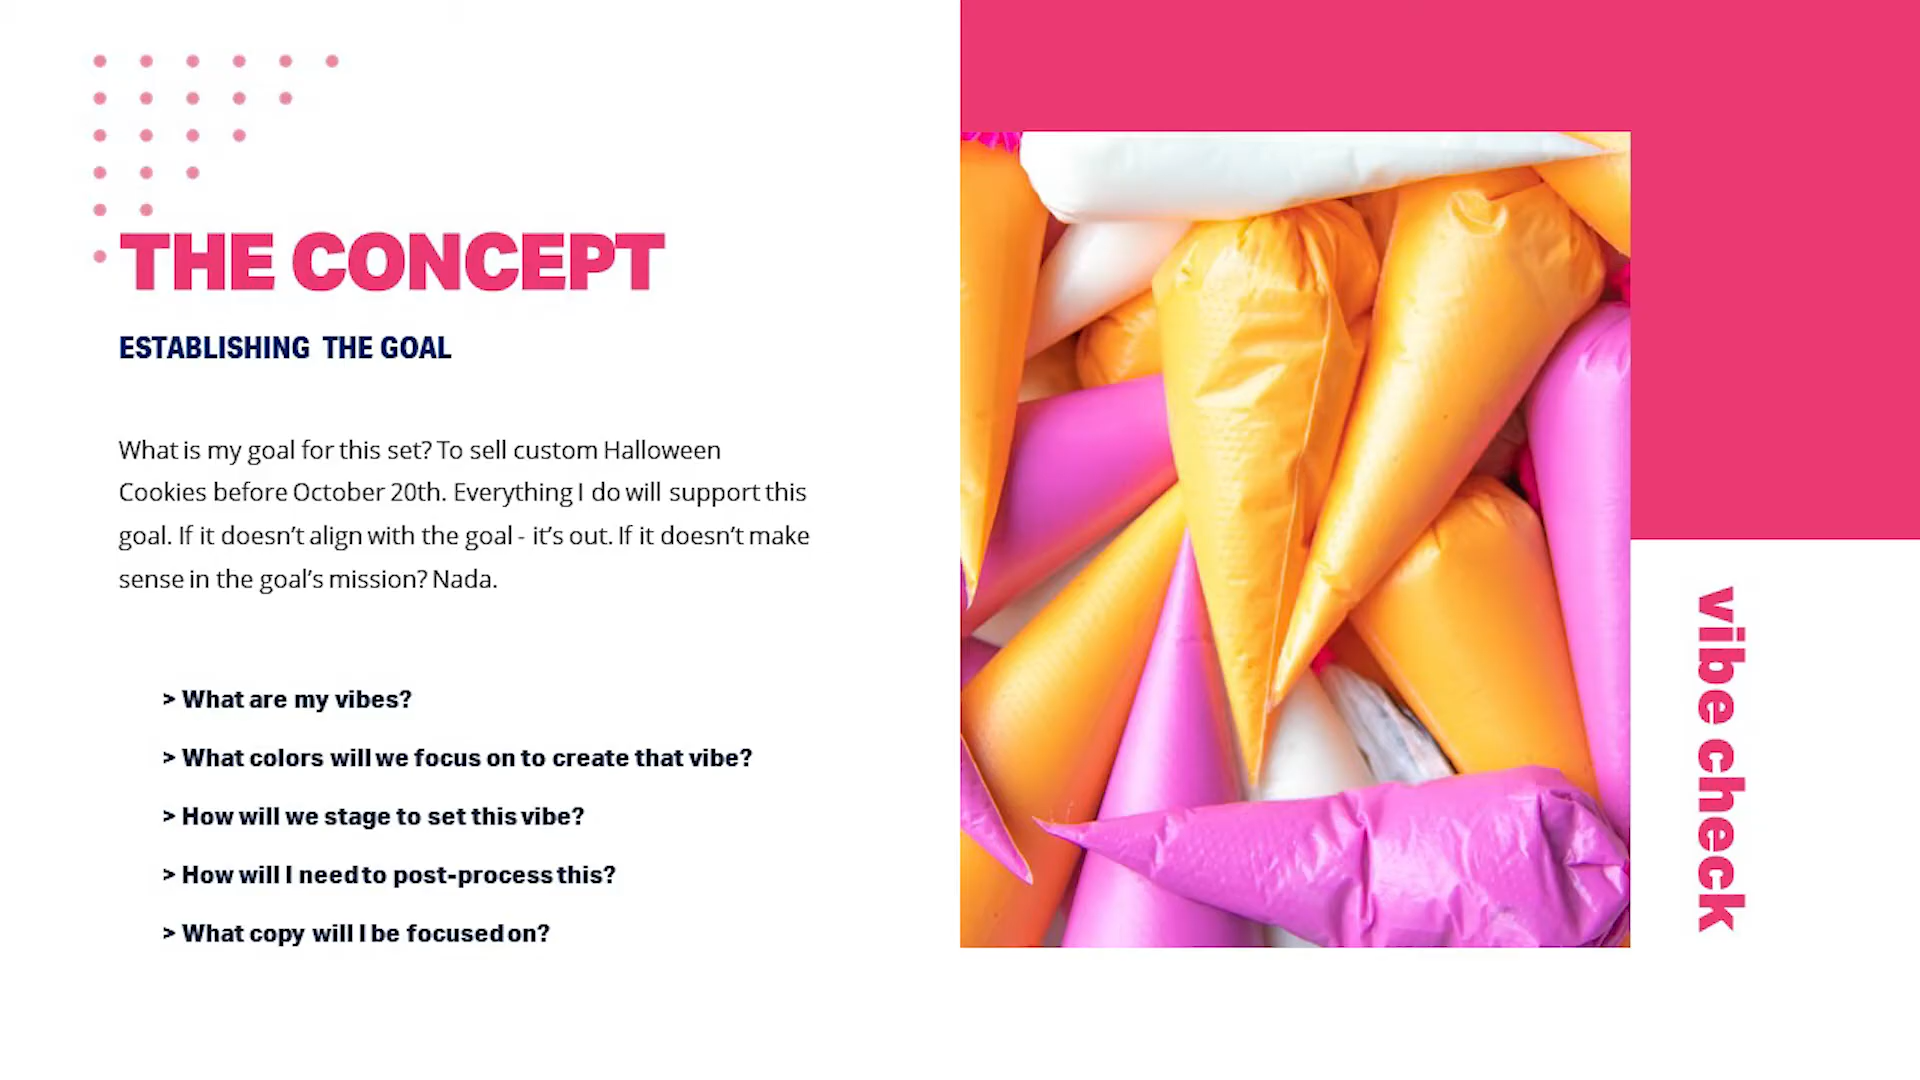 THE CONCEPT
ESTABLISHING THE GOAL
What is my goal for this set? To sell custom Halloween
Cookies before October 20th. Everything I do will support this
goal. If it doesn’t align with the goal - it’s out. If it doesn’t make
sense in the goal’s mission? Nada.
> What are my vibes?
> What colors will we focus on to create that vibe?
> How will we stage to set this vibe?
> How will I need to post-process this?
> What copy will I be focused on?
vibe check